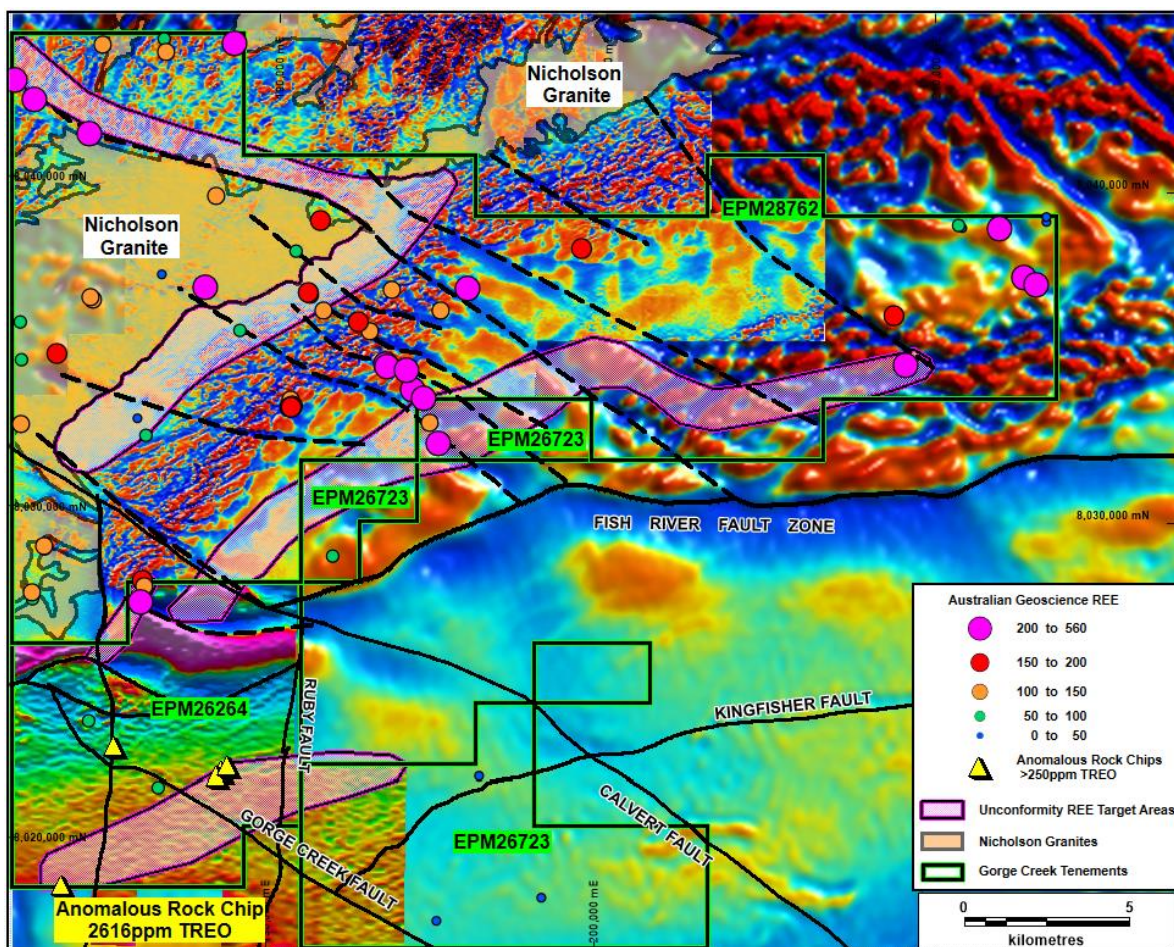 Nicholson
Granite
8,040,000 mN
Nicholson
Granite
EPM28762
EPM26723
EPM26723
8,030,000 mN
FISH RIVER FAULT ZONE
8,030,000 mN
Australian Geoscience REE
200 to 560
150 to 200
100 to 150
50 to 100
0 to 50
Anomalous Rock Chips
>250ppm TREO
Unconformity REE Target Areas
Nicholson Granites
Gorge Creek Tenements
EPM26264
RUBY FAULT
KINGFISHER FAULT
CALVERT FAULT
GORGE CREEK FAULT
EPM26723
8,020,000 mN
200,000 mE
Anomalous Rock Chip
2616ppm TREO
0 5
kilometres